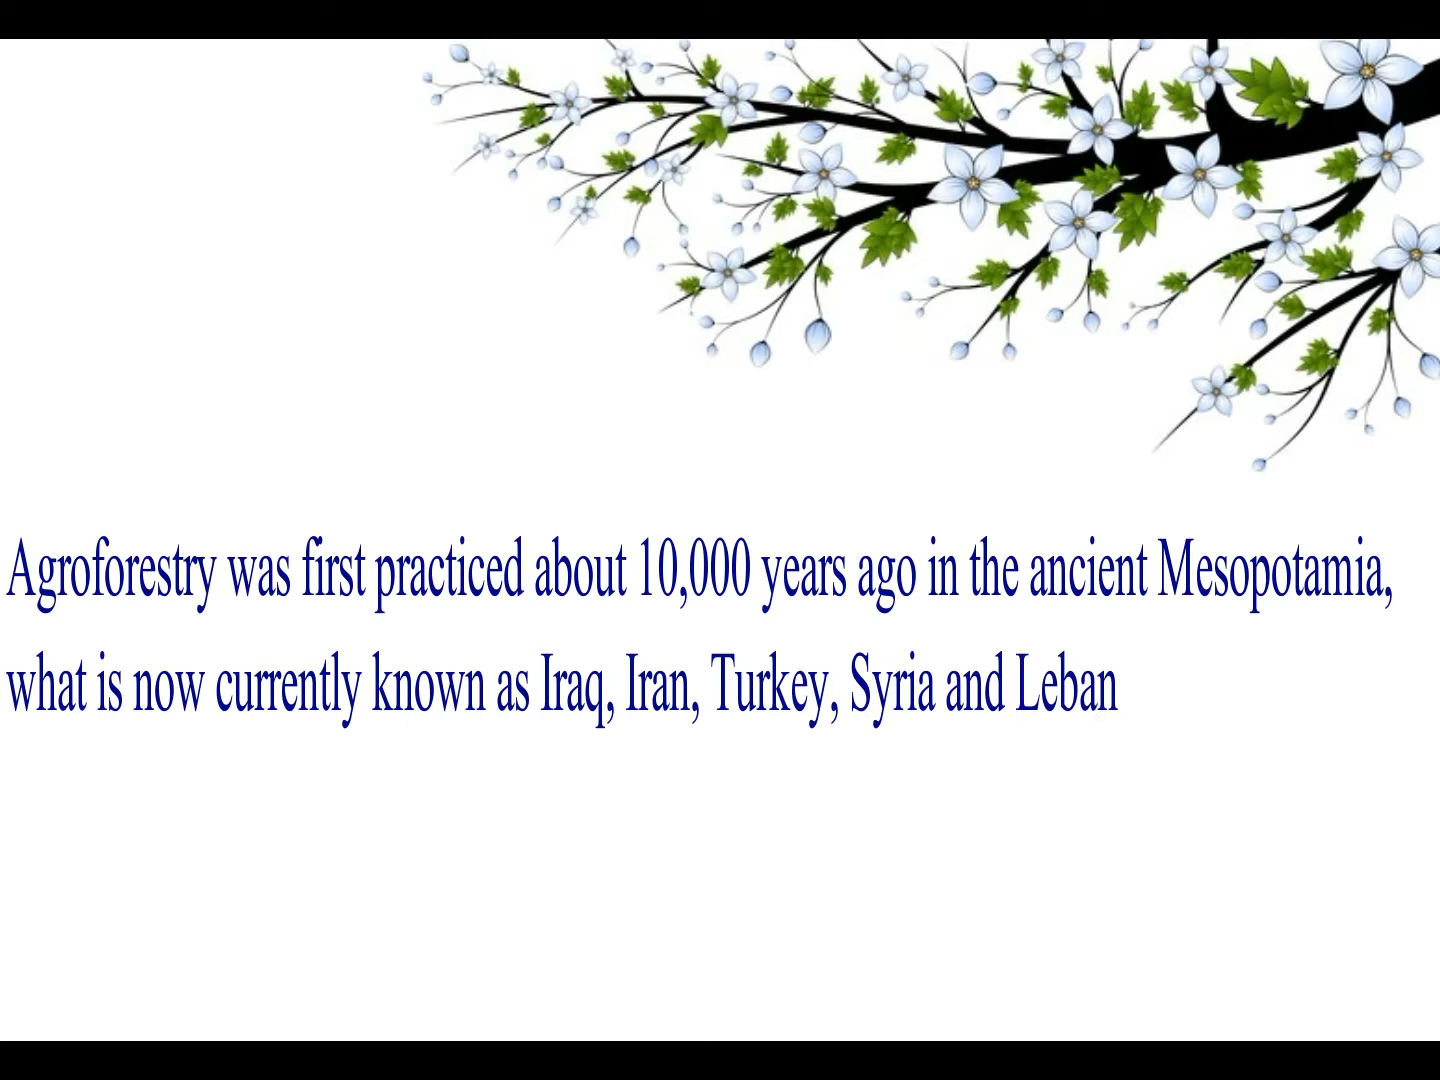 Agroforestry was first practiced about 10,000 years ago in the ancient Mesopotamia,
what is now currently known as Iraq, Iran, Turkey, Syria and Leban